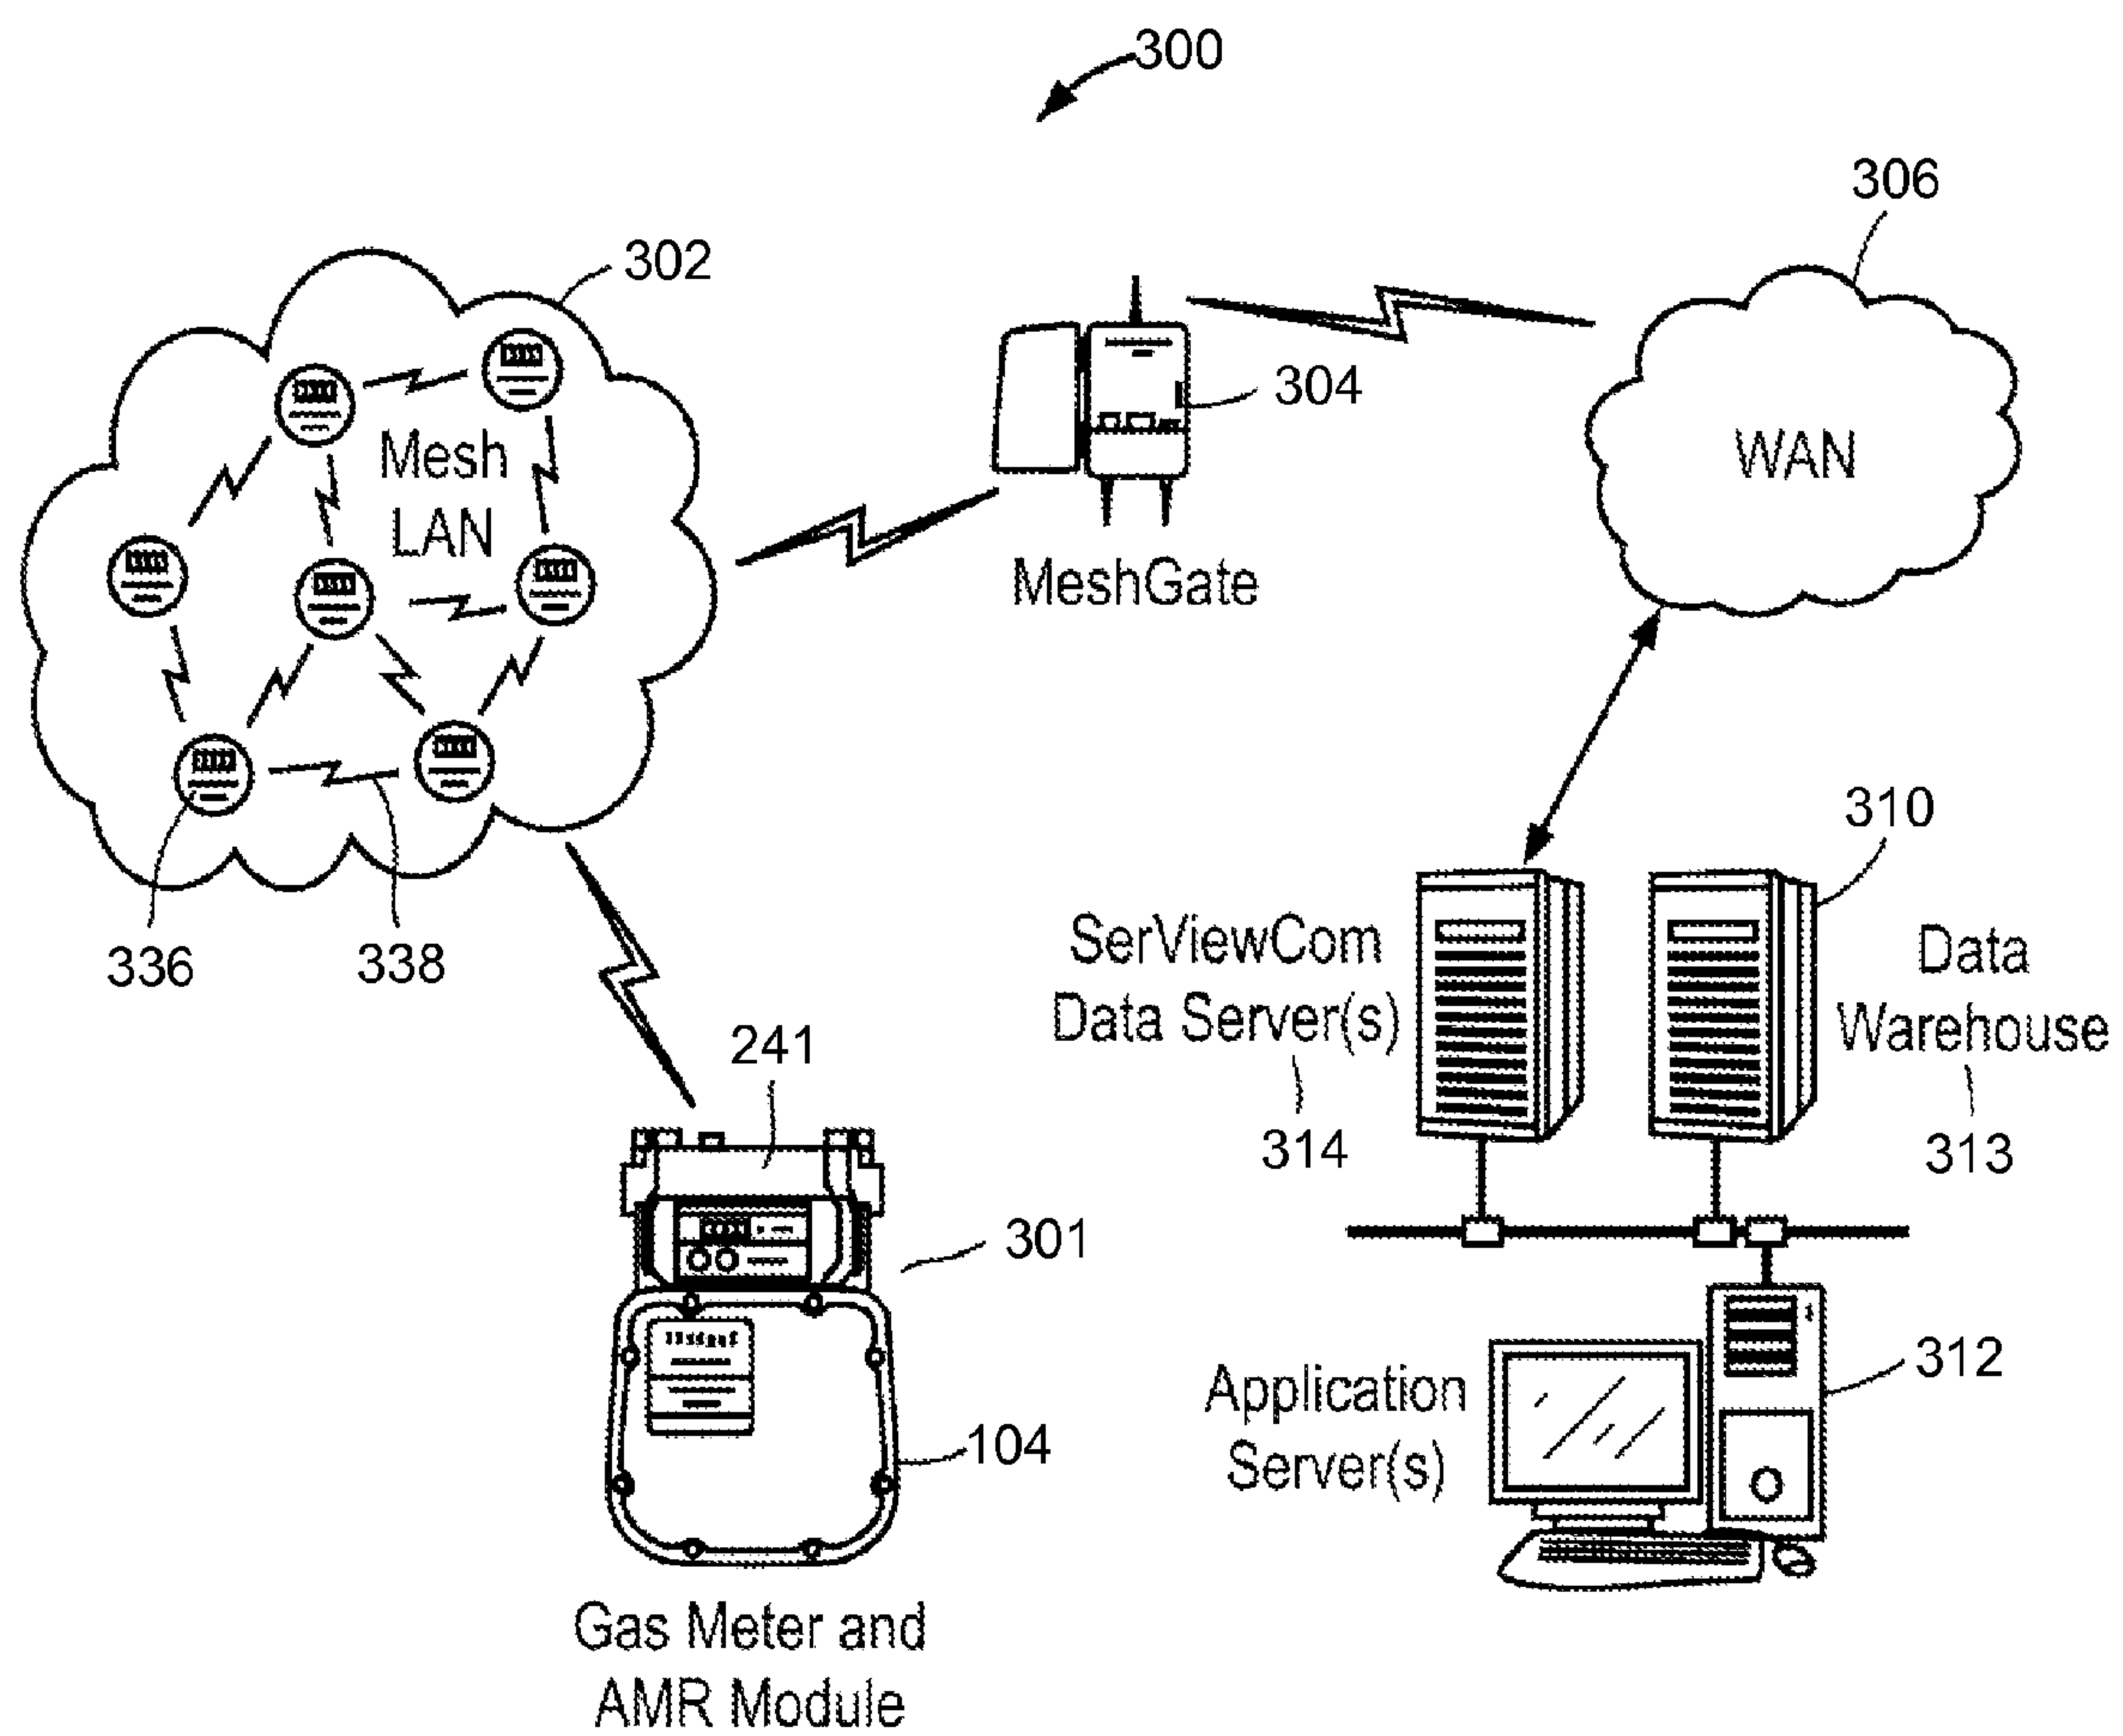 300
306
302
304
Mesh
LAN
WAN
MeshGate
310
336
338
SerViewCom
Data Server(s)
314
Data
Warehouse
313
241
301
312
Application
Server(s)
104
Gas Meter and
AMR Module